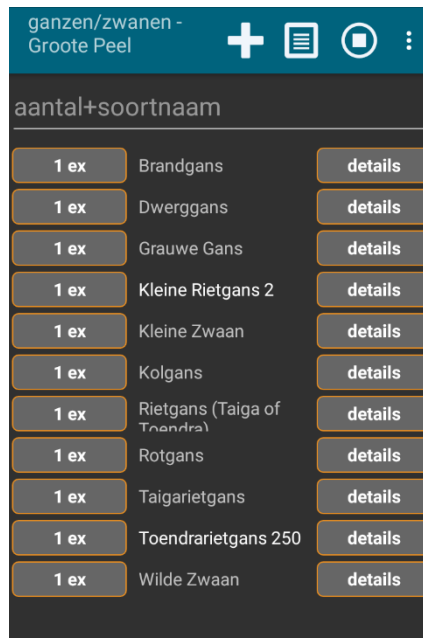 ganzen/zwanen -
Groote Peel
aantal+soortnaam
1 ex Brandgans details
1 ex Dwerggans details
1 ex Grauwe Gans details
1 ex Kleine Rietgans 2 details
1 ex Kleine Zwaan details
1 ex Kolgans details
1 ex Rietgans (Taiga of details
Toendra)
1 ex Rotgans details
1 ex Taigarietgans details
1 ex Toendrarietgans 250 details
1 ex Wilde Zwaan details